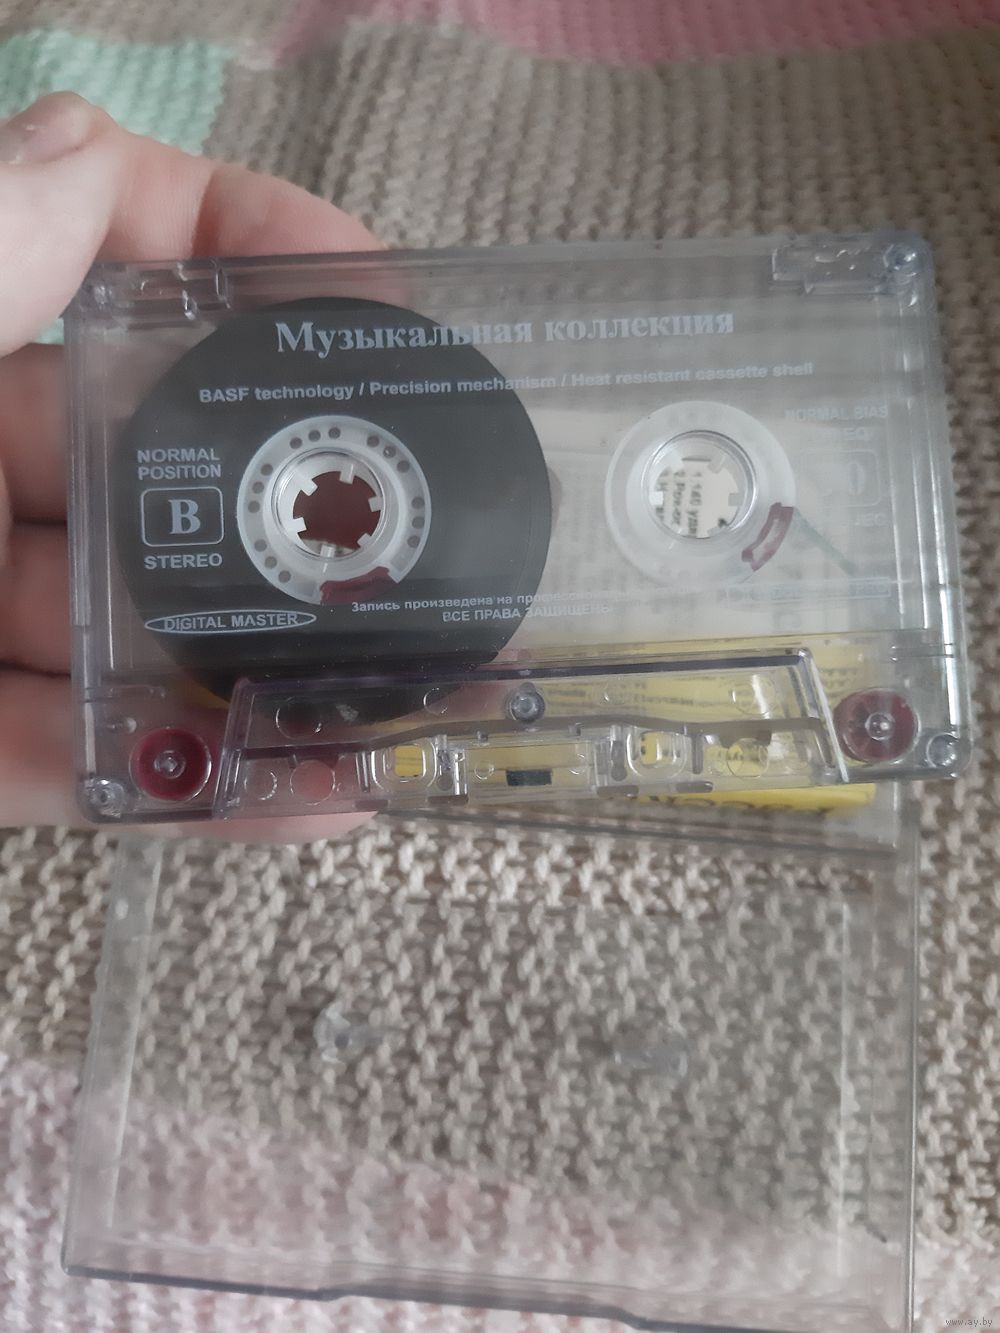 Музыкальная коллекция
BASF technology / Precision mechanism / Heat resistant cassette shell
NORMAL BIAS
NORMAL
POSITION
B
STEREO
DIGITAL MASTER
Запись произведена на
ВСЕ ПРАВА ЗАЩИЩЕНЫ
www.ay.by